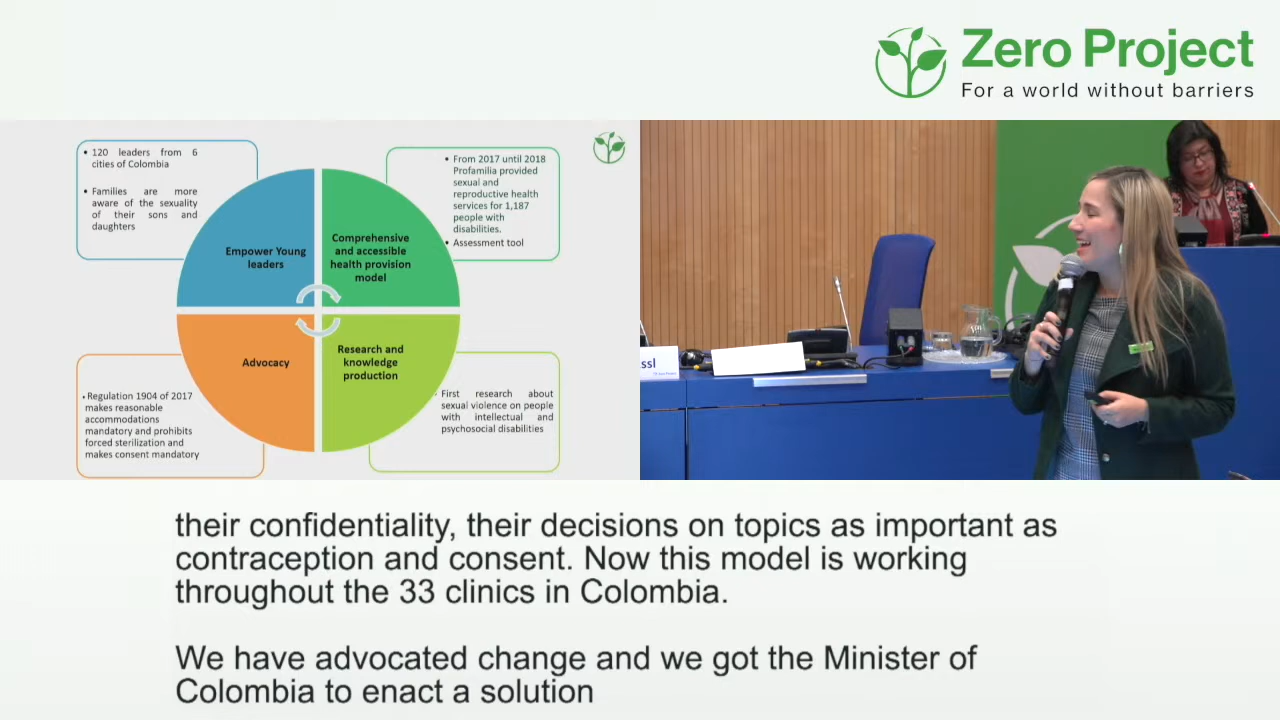 Zero Project
For a world without barriers
• 120 leaders from 6
cities of Colombia
• Families are more
aware of the sexuality
of their sons and
daughters
• From 2017 until 2018
Profamilia provided
sexual and
reproductive health
services for 1,187
people with
disabilities.
• Assessment tool
Empower Young
leaders
Comprehensive
and accessible
health provision
model
Advocacy
Research and
knowledge
production
• Regulation 1904 of 2017
makes reasonable
accommodations
mandatory and prohibits
forced sterilization and
makes consent mandatory
First research about
sexual violence on people
with intellectual and
psychosocial disabilities
ssl
their confidentiality, their decisions on topics as important as
contraception and consent. Now this model is working
throughout the 33 clinics in Colombia.
We have advocated change and we got the Minister of
Colombia to enact a solution